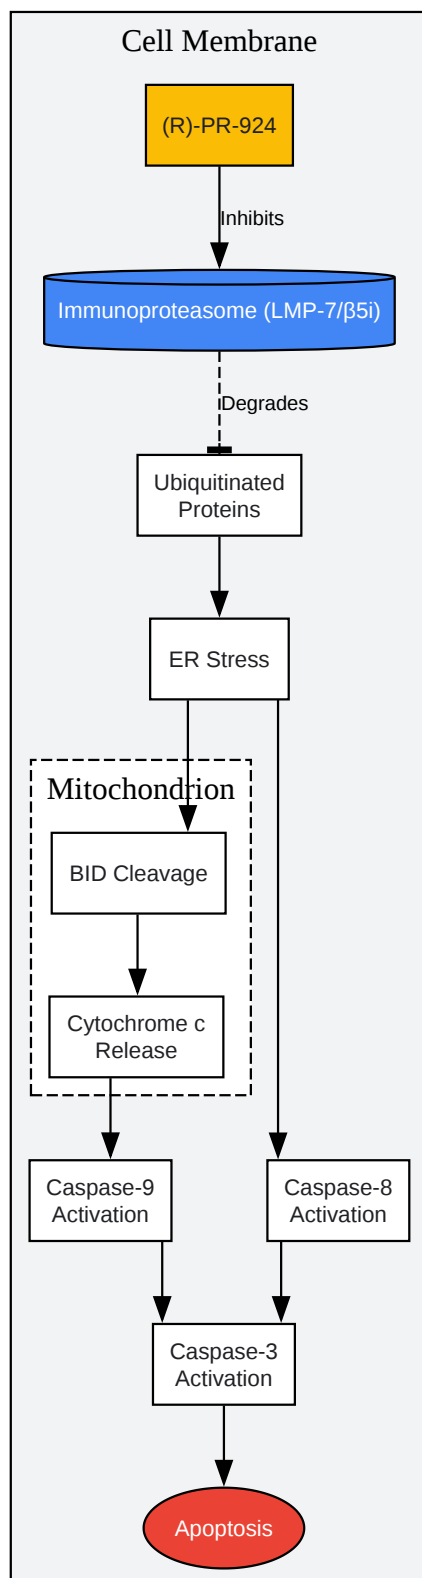 Cell Membrane
(R)-PR-924
Inhibits
Immunoproteasome (LMP-7/β5i)
Degrades
Ubiquitinated
Proteins
ER Stress
Mitochondrion
BID Cleavage
Cytochrome c
Release
Caspase-9
Activation
Caspase-8
Activation
Caspase-3
Activation
Apoptosis